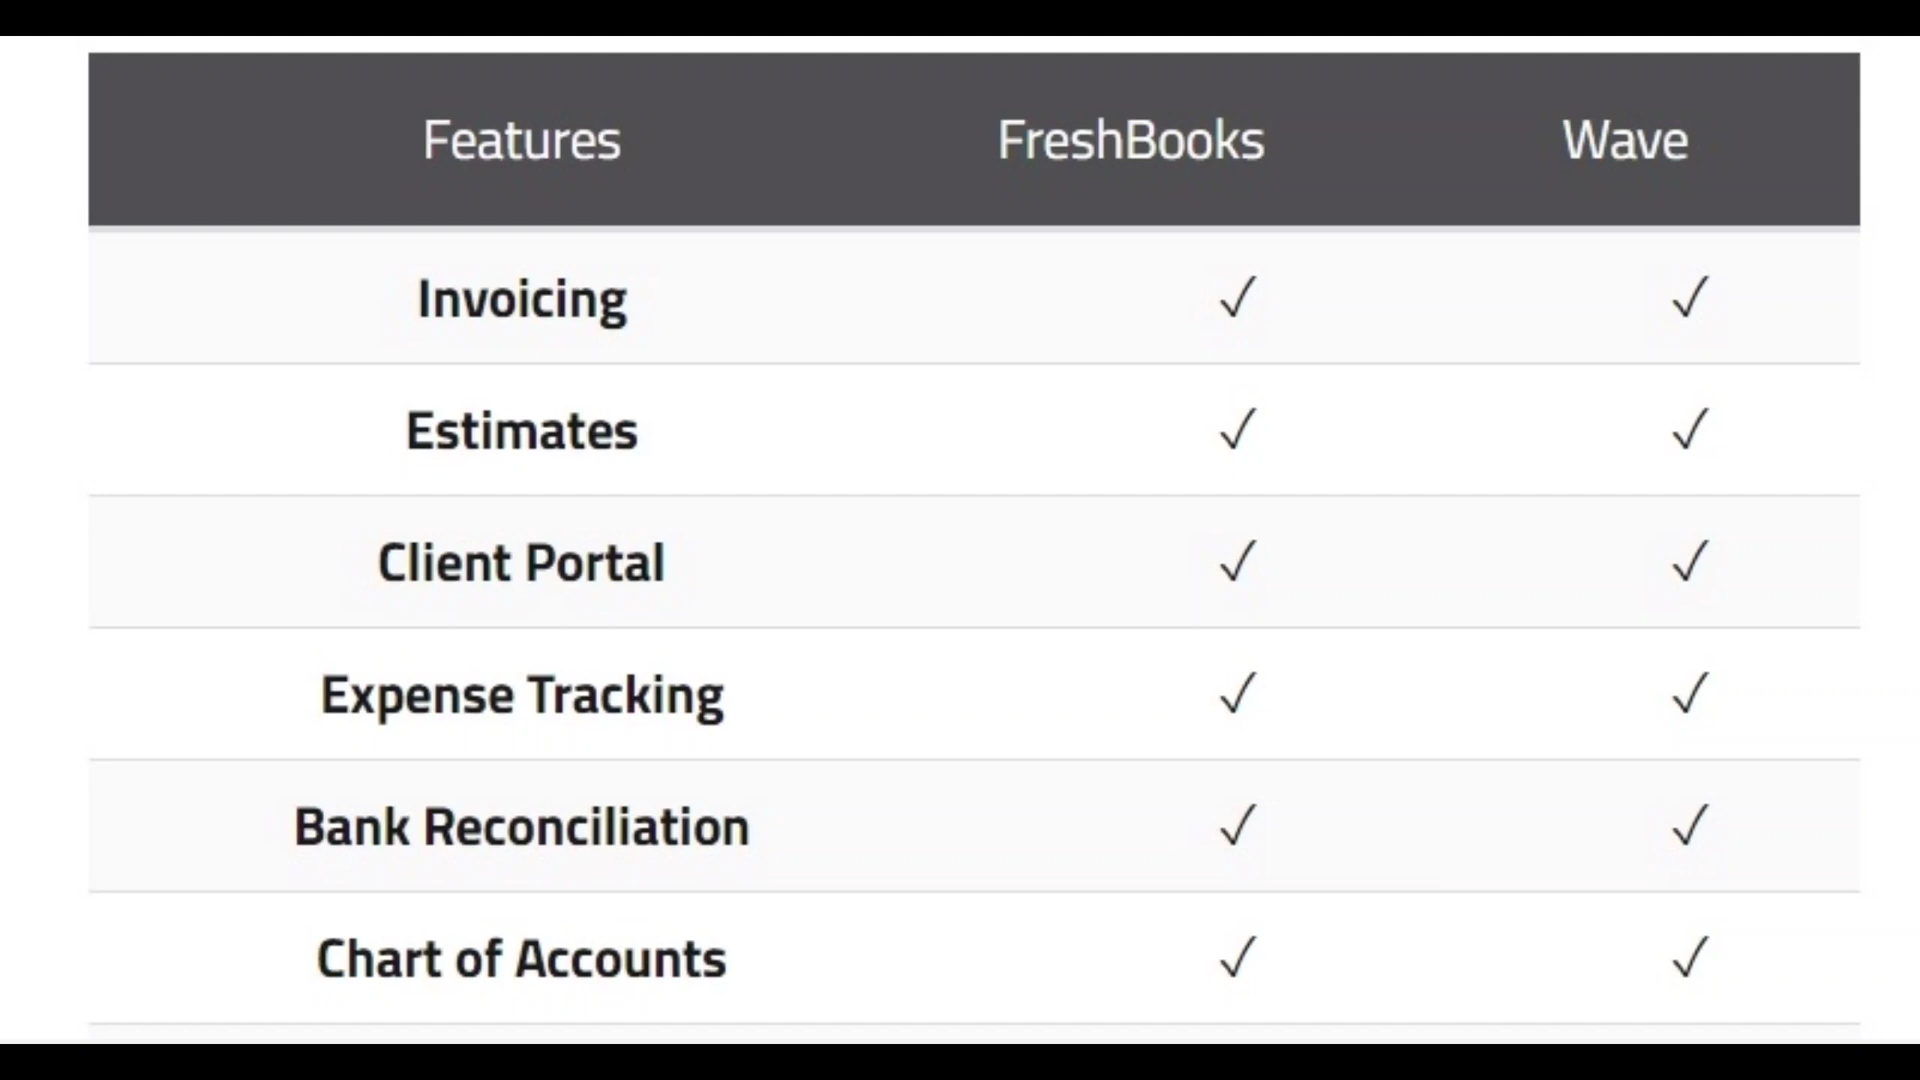 Features FreshBooks Wave
Invoicing ✓ ✓
Estimates ✓ ✓
Client Portal ✓ ✓
Expense Tracking ✓ ✓
Bank Reconciliation ✓ ✓
Chart of Accounts ✓ ✓